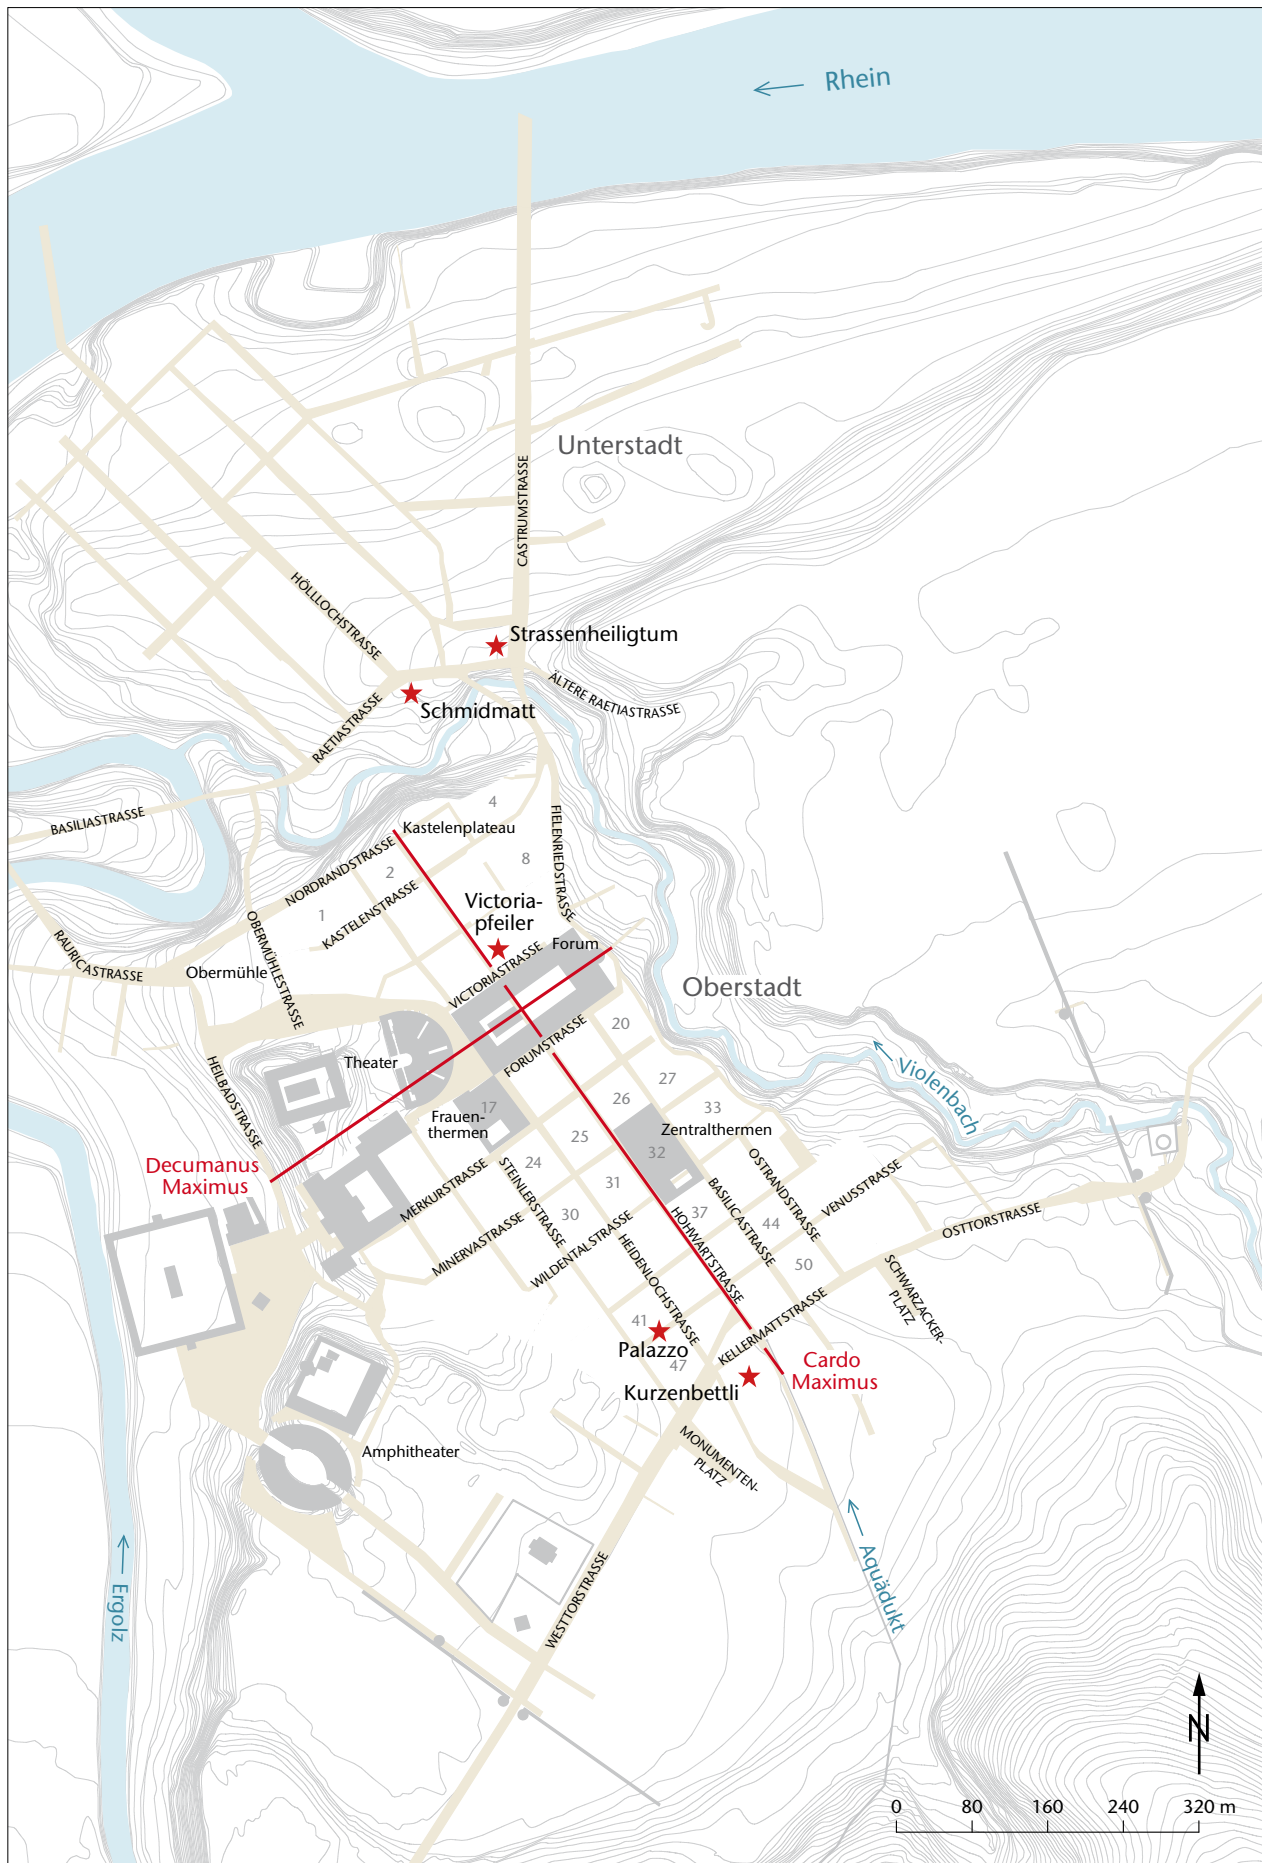 Rhein
Unterstadt
CASTRUMSTRASSE
HÖLLLOCHSTRASSE
Strassenheiligtum
ÄLTERE RAETIASTRASSE
Schmidmatt
RAETIASTRASSE
BASILIASTRASSE
4
Kastelenplateau
FIELENRIEDSTRASSE
NORDRANDSTRASSE
2
8
KASTELENSTRASSE
1
Victoria-
pfeiler
OBERMÜHLESTRASSE
RAURICASTRASSE
Obermühle
VICTORIASTRASSE
Forum
Oberstadt
20
FORUMSTRASSE
Theater
HEILBADSTRASSE
27
Violenbach
26
33
17
Frauen-
thermen
Zentralthermen
25
32
24
Decumanus
Maximus
MERKURSTRASSE
STEINLERSTRASSE
OSTRANDSTRASSE
VENUSSTRASSE
31
BASILICASTRASSE
37
30
HOHWARTSTRASSE
44
OSTTORSTRASSE
MINERVASTRASSE
WILDENTALSTRASSE
HEIDENLOCHSTRASSE
50
SCHWARZACKER-
PLATZ
41
KELLERMATTSTRASSE
Palazzo
47
Cardo
Maximus
Kurzenbettli
Amphitheater
MONUMENTEN-
PLATZ
Aquädukt
Ergolz
WESTTORSTRASSE
N
0 80 160 240 320 m